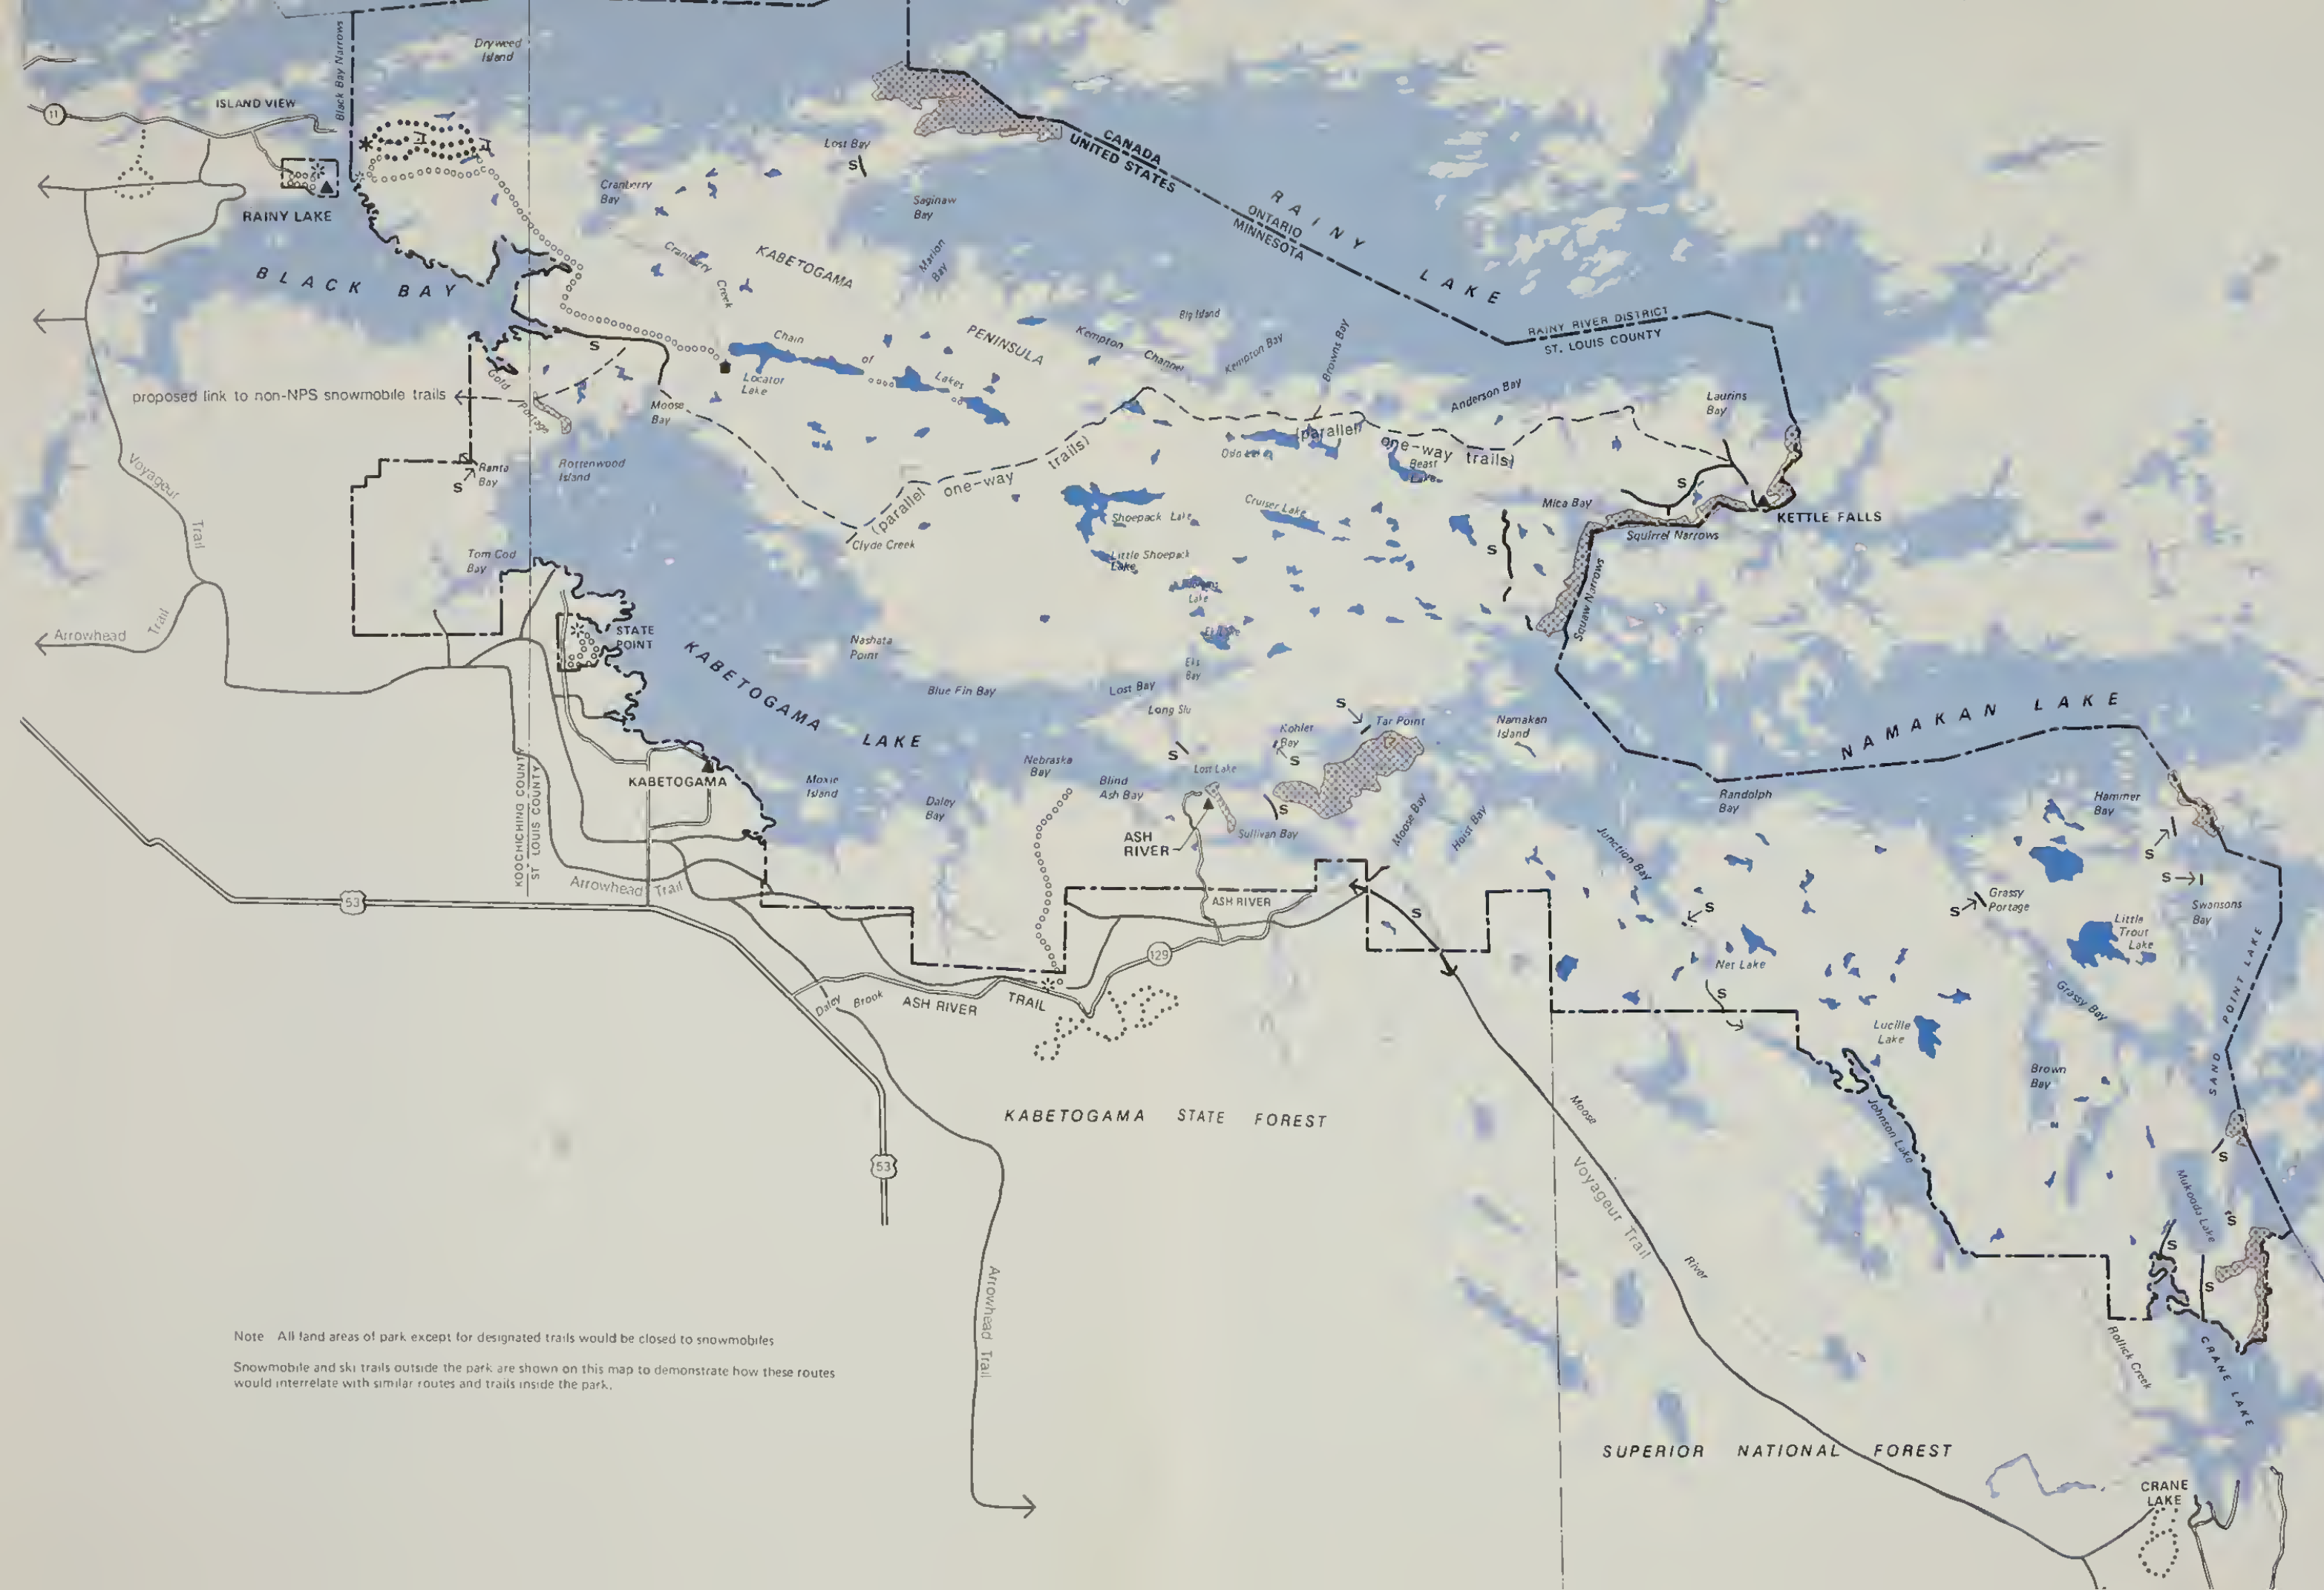 Black Bay Narrows
Dryweed
Island
11
ISLAND VIEW
RAINY LAKE
BLACK BAY
Cranberry
Bay
Lost Bay
S
Saginaw
Bay
CANADA
UNITED STATES
RAINY
LAKE
ONTARIO
MINNESOTA
Cranberry
Creek
KABETOGAMA
PENINSULA
Marion
Bay
Big Island
RAINY RIVER DISTRICT
ST. LOUIS COUNTY
Chain
of
Lakes
Kempton
Channel
Kempton Bay
Browns Bay
S
Locator
Lake
Gold
Portage
proposed link to non-NPS snowmobile trails
Moose
Bay
Anderson Bay
Laurins
Bay
(parallel
one-way
trails)
(parallel
one-way
trails)
Beast
Lake
Voyageur
Trail
S
Ranta
Bay
Rottenwood
Island
Clyde Creek
Shoepack Lake
Cruiser Lake
Little Shoepack
Lake
Lake
Mica Bay
S
S
KETTLE FALLS
Squirrel Narrows
Squaw Narrows
Tom Cod
Bay
Arrowhead
Trail
STATE
POINT
KABETOGAMA
LAKE
Nashata
Point
Blue Fin Bay
Lost Bay
Long Slu
Ek Lake
Eks
Bay
S
Tar Point
Kohler
Bay
S
Namakan
Island
NAMAKAN LAKE
KOOCHICHING COUNTY
ST LOUIS COUNTY
KABETOGAMA
Moxie
Island
Daley
Bay
Nebraska
Bay
Blind
Ash Bay
S
Lost Lake
S
Sullivan Bay
ASH
RIVER
Moose Bay
Hoist Bay
Junction Bay
Randolph
Bay
Hammer
Bay
S
S
Swansons
Bay
Grassy
Portage
S
Little
Trout
Lake
Arrowhead Trail
53
ASH RIVER
S
S
Net Lake
S
129
Daley Brook
ASH RIVER
TRAIL
Lucille
Lake
Grassy Bay
SAND POINT LAKE
Brown
Bay
Johnson Lake
KABETOGAMA STATE FOREST
Moose
River
53
Voyageur Trail
S
Mukooda Lake
S
S
S
Arrowhead Trail
Rollick Creek
CRANE LAKE
Note All land areas of park except for designated trails would be closed to snowmobiles
Snowmobile and ski trails outside the park are shown on this map to demonstrate how these routes
would interrelate with similar routes and trails inside the park.
SUPERIOR NATIONAL FOREST
CRANE
LAKE